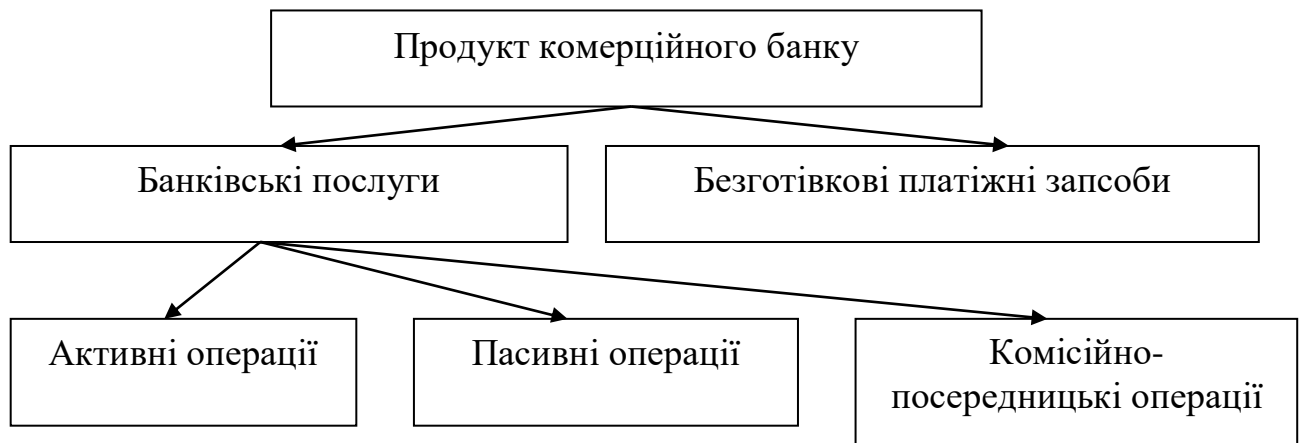 Продукт комерційного банку
Банківські послуги
Безготівкові платіжні запсоби
Активні операції
Пасивні операції
Комісійно-
посередницькі операції